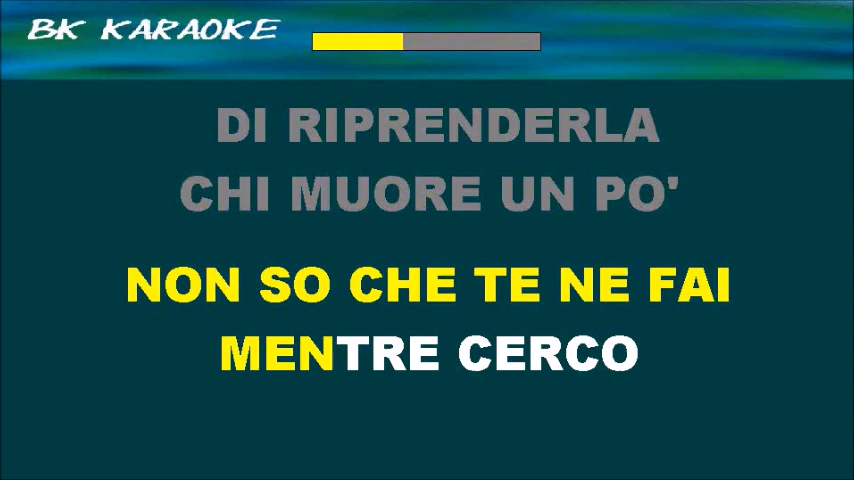 BK KARAOKE
DI RIPRENDERLA
CHI MUORE UN PO'
NON SO CHE TE NE FAI
MENTRE CERCO